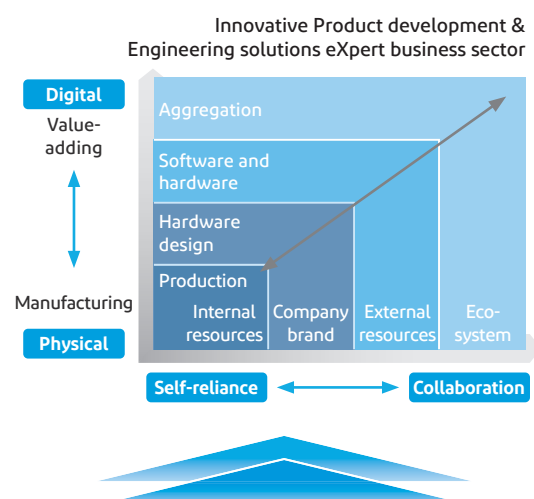 Innovative Product development &
Engineering solutions eXpert business sector
Digital
Value-
adding
Manufacturing
Physical
Aggregation
Software and
hardware
Hardware
design
Production
Internal
resources
Company
brand
External
resources
Eco-
system
Self-reliance
Collaboration